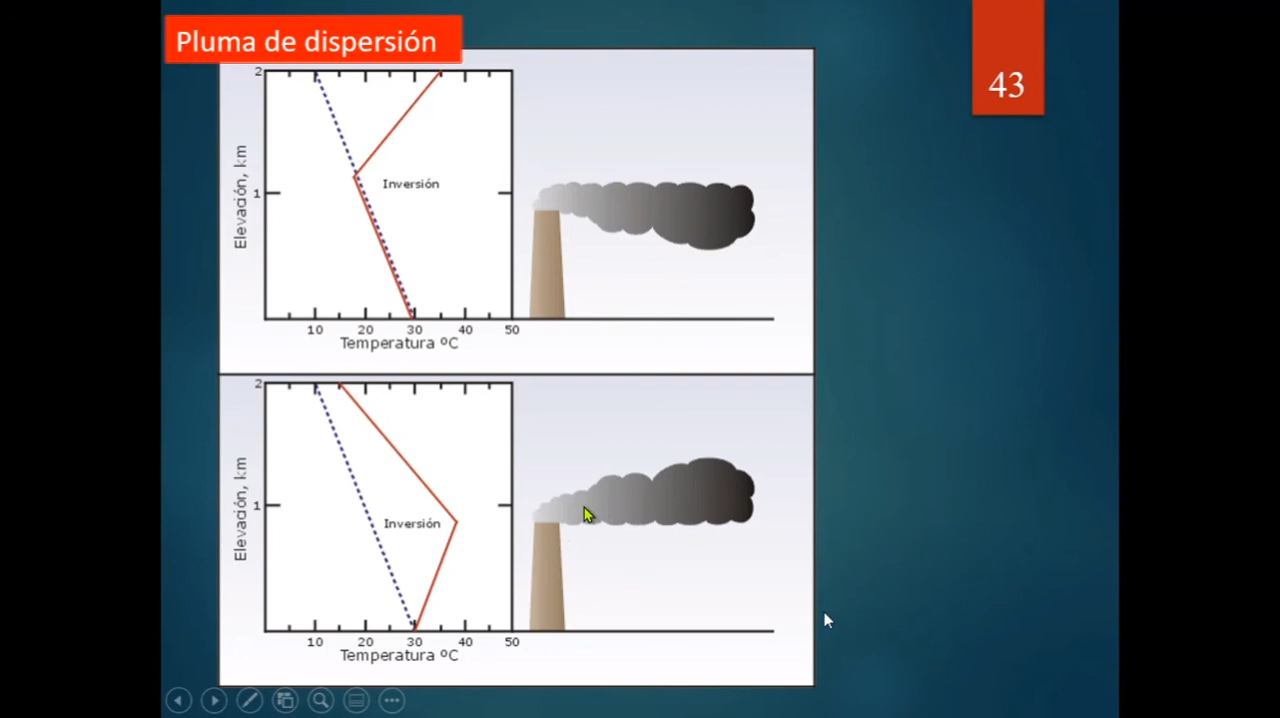 Pluma de dispersión
43
2
1
Elevación, km
Inversión
10 20 30 40 50
Temperatura ºC
2
1
Elevación, km
Inversión
10 20 30 40 50
Temperatura ºC